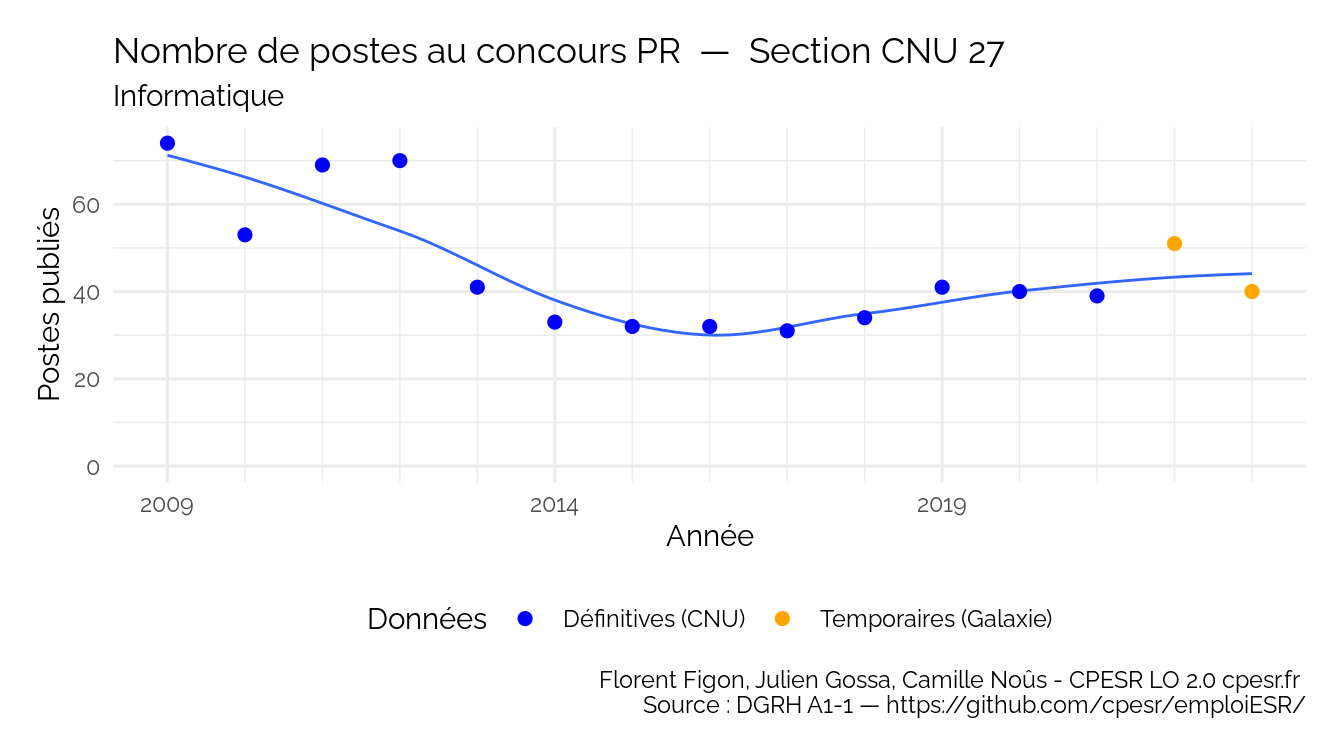 Nombre de postes au concours PR — Section CNU 27
Informatique
Postes publiés
60
40
20
0
2009 2014 2019
Année
Données Définitives (CNU) Temporaires (Galaxie)
Florent Figon, Julien Gossa, Camille Noûs - CPESR LO 2.0 cpesr.fr
Source : DGRH A1-1 — https://github.com/cpesr/emploiESR/